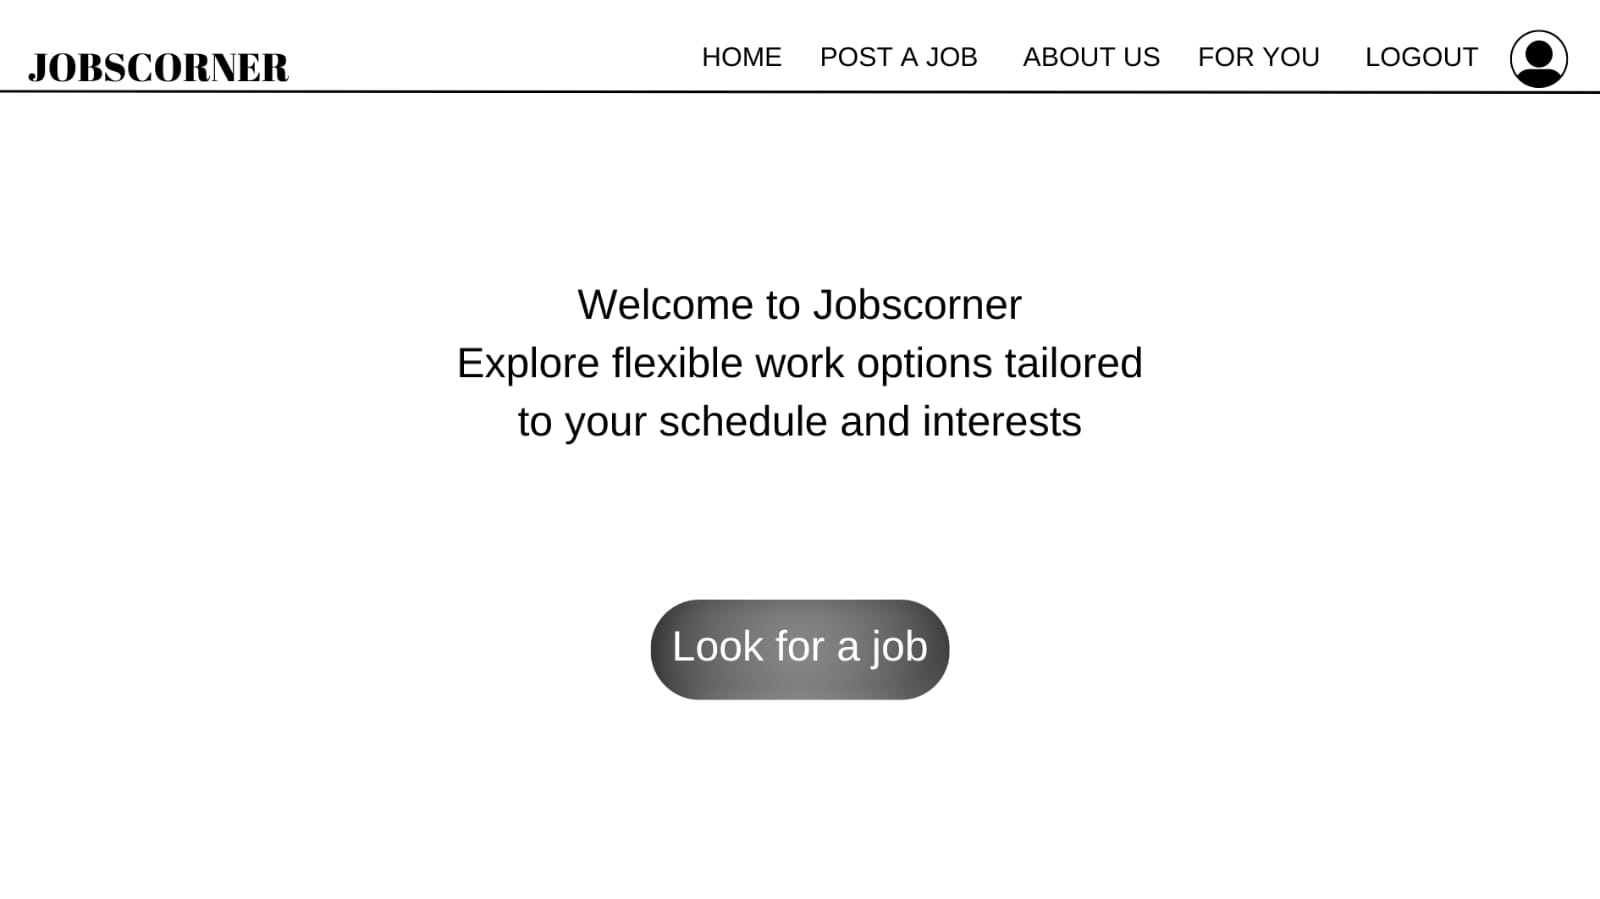 JOBSCORNER
HOME POST A JOB ABOUT US FOR YOU LOGOUT
Welcome to Jobscorner
Explore flexible work options tailored
to your schedule and interests
Look for a job